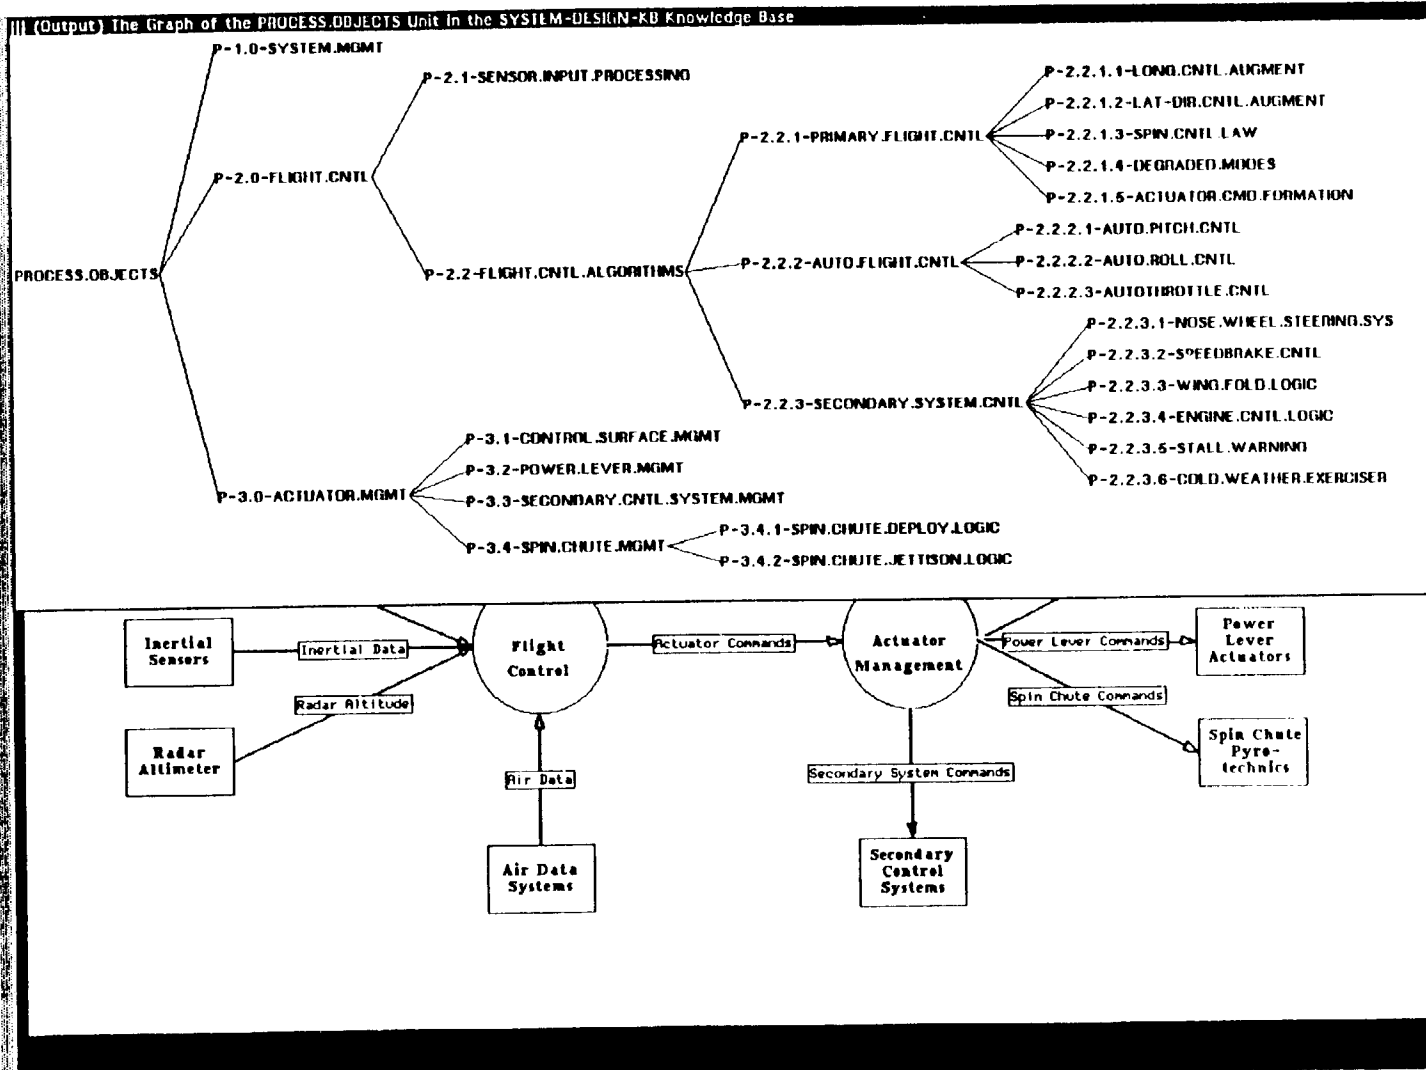 (Output) The Graph of the PROCESS.OBJECTS Unit in the SYSTEM-DESIGN-KB Knowledge Base
P-1.0-SYSTEM.MGMT
P-2.1-SENSOR.INPUT.PROCESSING
P-2.2.1.1-LONG.CNTL.AUGMENT
P-2.2.1.2-LAT-DIR.CNTL.AUGMENT
P-2.2.1-PRIMARY.FLIGHT.CNTL
P-2.2.1.3-SPIN.CNTL.LAW
P-2.2.1.4-DEGRADED.MODES
P-2.0-FLIGHT.CNTL
P-2.2.1.5-ACTUATOR.CMD.FORMATION
P-2.2.2.1-AUTO.PITCH.CNTL
PROCESS.OBJECTS
P-2.2-FLIGHT.CNTL.ALGORITHMS
P-2.2.2-AUTO.FLIGHT.CNTL
P-2.2.2.2-AUTO.ROLL.CNTL
P-2.2.2.3-AUTOTHROTTLE.CNTL
P-2.2.3.1-NOSE.WHEEL.STEERING.SYS
P-2.2.3.2-SPEEDBRAKE.CNTL
P-2.2.3.3-WING.FOLD.LOGIC
P-2.2.3-SECONDARY.SYSTEM.CNTL
P-2.2.3.4-ENGINE.CNTL.LOGIC
P-2.2.3.5-STALL.WARNING
P-2.2.3.6-COLD.WEATHER.EXERCISER
P-3.1-CONTROL.SURFACE.MGMT
P-3.2-POWER.LEVER.MGMT
P-3.0-ACTUATOR.MGMT
P-3.3-SECONDARY.CNTL.SYSTEM.MGMT
P-3.4-SPIN.CHUTE.MGMT
P-3.4.1-SPIN.CHUTE.DEPLOY.LOGIC
P-3.4.2-SPIN.CHUTE.JETTISON.LOGIC
Inertial
Sensors
Inertial Data
Flight
Control
Actuator Commands
Actuator
Management
Power Lever Commands
Power
Lever
Actuators
Radar Altitude
Spin Chute Commands
Radar
Altimeter
Air Data
Secondary System Commands
Spin Chute
Pyro-
technics
Air Data
Systems
Secondary
Control
Systems